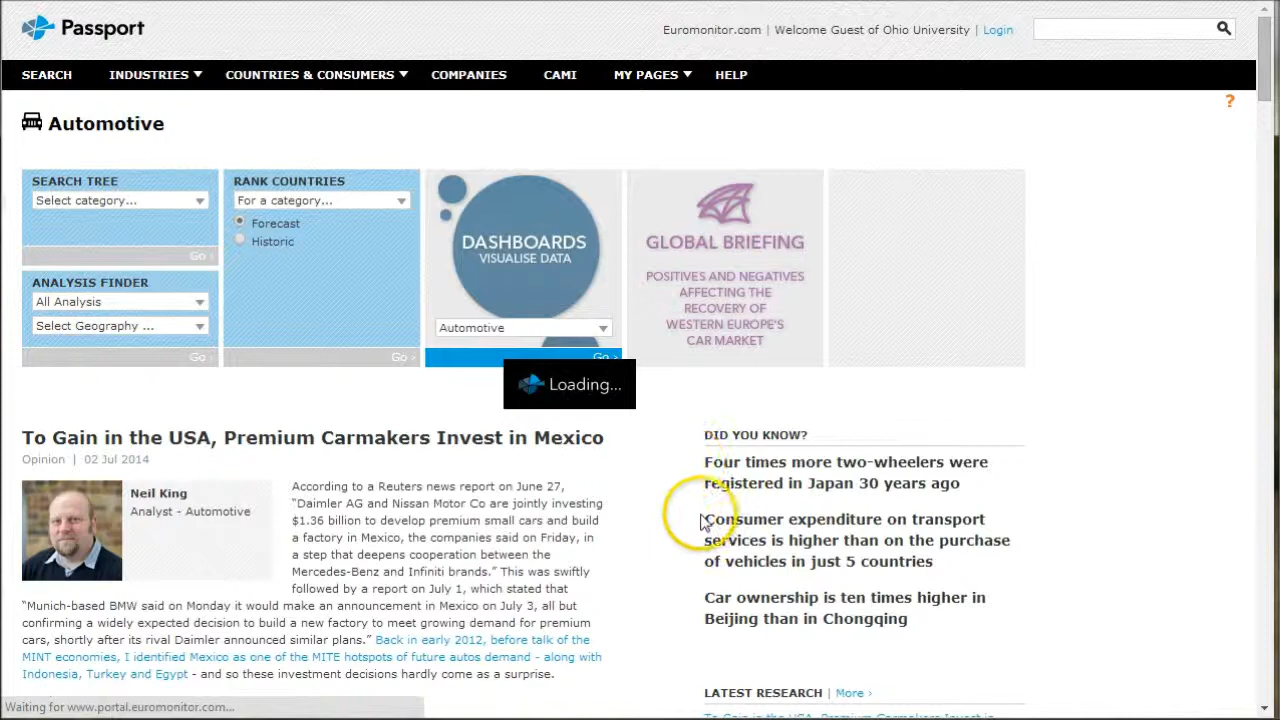 Passport
Euromonitor.com | Welcome Guest of Ohio University | Login
SEARCH INDUSTRIES COUNTRIES & CONSUMERS COMPANIES CAMI MY PAGES HELP
?
Automotive
SEARCH TREE
Select category...
Go ›
ANALYSIS FINDER
All Analysis
Select Geography ...
Go ›
RANK COUNTRIES
For a category...
Forecast
Historic
Go ›
DASHBOARDS
VISUALISE DATA
Automotive
Go ›
GLOBAL BRIEFING
POSITIVES AND NEGATIVES
AFFECTING THE
RECOVERY OF
WESTERN EUROPE'S
CAR MARKET
Loading...
To Gain in the USA, Premium Carmakers Invest in Mexico
Opinion | 02 Jul 2014
Neil King
Analyst - Automotive
According to a Reuters news report on June 27,
"Daimler AG and Nissan Motor Co are jointly investing
$1.36 billion to develop premium small cars and build
a factory in Mexico, the companies said on Friday, in
a step that deepens cooperation between the
Mercedes-Benz and Infiniti brands." This was swiftly
followed by a report on July 1, which stated that
"Munich-based BMW said on Monday it would make an announcement in Mexico on July 3, all but
confirming a widely expected decision to build a new factory to meet growing demand for premium
cars, shortly after its rival Daimler announced similar plans." Back in early 2012, before talk of the
MINT economies, I identified Mexico as one of the MITE hotspots of future autos demand - along with
Indonesia, Turkey and Egypt - and so these investment decisions hardly come as a surprise.
DID YOU KNOW?
Four times more two-wheelers were
registered in Japan 30 years ago
Consumer expenditure on transport
services is higher than on the purchase
of vehicles in just 5 countries
Car ownership is ten times higher in
Beijing than in Chongqing
LATEST RESEARCH | More ›
To Gain in the USA, Premium Carmakers Invest in
Waiting for www.portal.euromonitor.com...